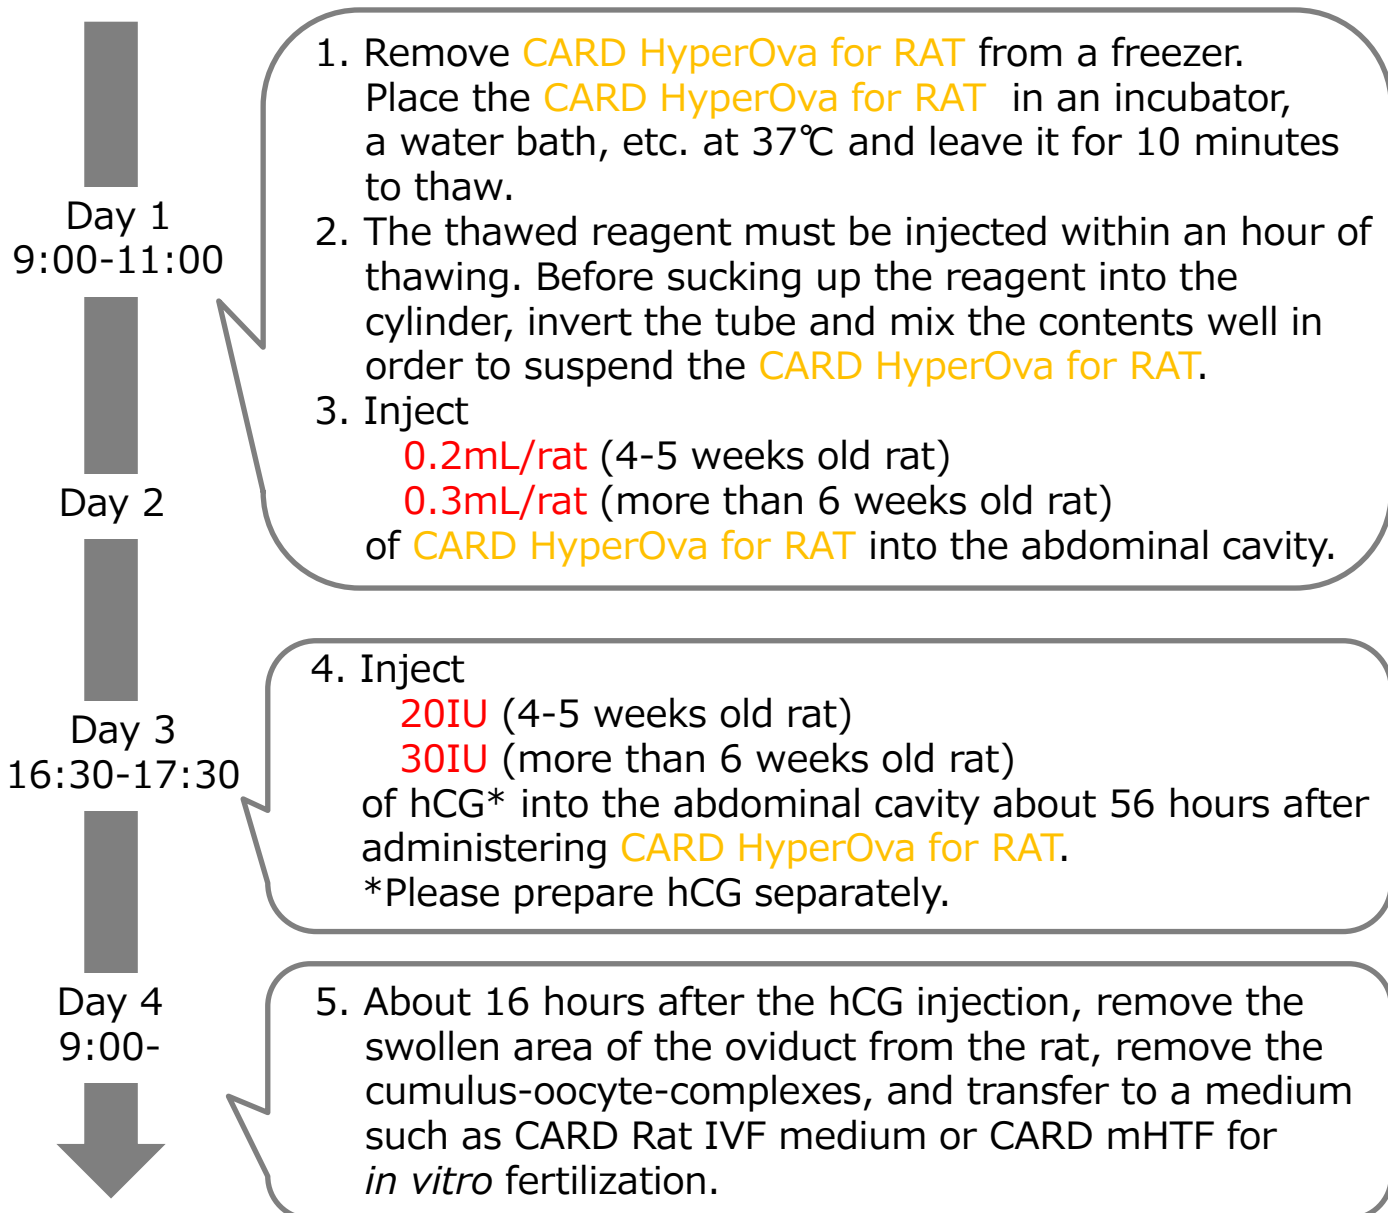 Day 1
9:00-11:00
1. Remove CARD HyperOva for RAT from a freezer.
Place the CARD HyperOva for RAT in an incubator,
a water bath, etc. at 37℃ and leave it for 10 minutes
to thaw.
2. The thawed reagent must be injected within an hour of
thawing. Before sucking up the reagent into the
cylinder, invert the tube and mix the contents well in
order to suspend the CARD HyperOva for RAT.
3. Inject
0.2mL/rat (4-5 weeks old rat)
0.3mL/rat (more than 6 weeks old rat)
of CARD HyperOva for RAT into the abdominal cavity.
Day 2
Day 3
16:30-17:30
4. Inject
20IU (4-5 weeks old rat)
30IU (more than 6 weeks old rat)
of hCG* into the abdominal cavity about 56 hours after
administering CARD HyperOva for RAT.
*Please prepare hCG separately.
Day 4
9:00-
5. About 16 hours after the hCG injection, remove the
swollen area of the oviduct from the rat, remove the
cumulus-oocyte-complexes, and transfer to a medium
such as CARD Rat IVF medium or CARD mHTF for
in vitro fertilization.